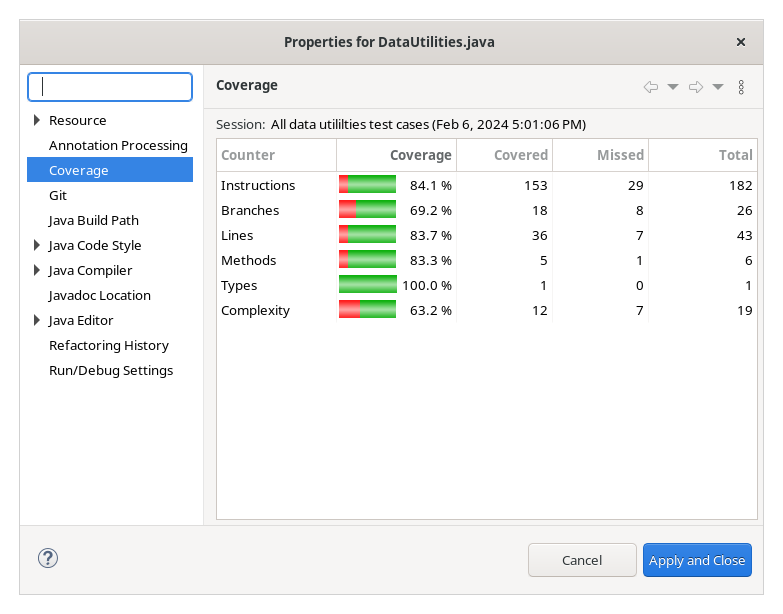 Properties for DataUtilities.java
Resource
Annotation Processing
Coverage
Git
Java Build Path
Java Code Style
Java Compiler
Javadoc Location
Java Editor
Refactoring History
Run/Debug Settings
Coverage
Session: All data utililties test cases (Feb 6, 2024 5:01:06 PM)
Counter Coverage Covered Missed Total
Instructions 84.1 % 153 29 182
Branches 69.2 % 18 8 26
Lines 83.7 % 36 7 43
Methods 83.3 % 5 1 6
Types 100.0 % 1 0 1
Complexity 63.2 % 12 7 19
?
Cancel
Apply and Close